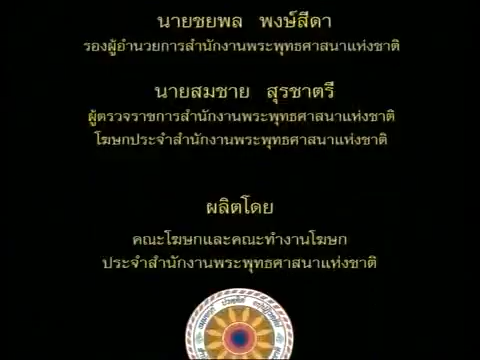 นายชยพล พงษ์สีดา
รองผู้อำนวยการสำนักงานพระพุทธศาสนาแห่งชาติ
นายสมชาย สุรชาตรี
ผู้ตรวจราชการสำนักงานพระพุทธศาสนาแห่งชาติ
โฆษกประจำสำนักงานพระพุทธศาสนาแห่งชาติ
ผลิตโดย
คณะโฆษกและคณะทำงานโฆษก
ประจำสำนักงานพระพุทธศาสนาแห่งชาติ